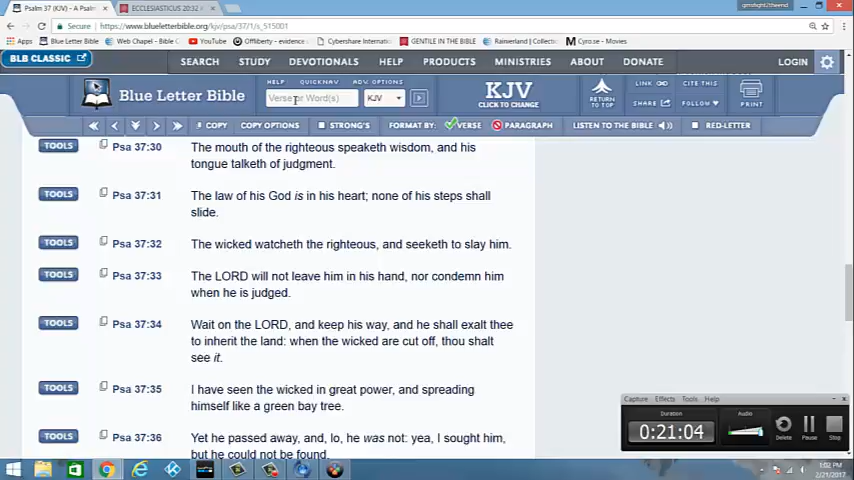 Psalm 37 (KJV) - A Psalm
ECCLESIASTICUS 20:32
Secure
https://www.blueletterbible.org/kjv/psa/37/1/s_515001
Apps
Blue Letter Bible
Web Chapel - Bible C
YouTube
Offliberty - evidence
Cybershare Internati
GENTILE IN THE BIBLE
Rainierland | Collecti
Cyro.se - Movies
BLB CLASSIC
SEARCH STUDY DEVOTIONALS HELP PRODUCTS MINISTRIES ABOUT DONATE
LOGIN
Blue Letter Bible
HELP QUICKNAV ADV OPTIONS
Verse or Word(s)
KJV
KJV
CLICK TO CHANGE
RETURN
TO TOP
LINK
SHARE
CITE THIS
FOLLOW
PRINT
COPY COPY OPTIONS STRONG'S FORMAT BY: VERSE PARAGRAPH LISTEN TO THE BIBLE RED-LETTER
TOOLS Psa 37:30 The mouth of the righteous speaketh wisdom, and his
tongue talketh of judgment.
TOOLS Psa 37:31 The law of his God is in his heart; none of his steps shall
slide.
TOOLS Psa 37:32 The wicked watcheth the righteous, and seeketh to slay him.
TOOLS Psa 37:33 The LORD will not leave him in his hand, nor condemn him
when he is judged.
TOOLS Psa 37:34 Wait on the LORD, and keep his way, and he shall exalt thee
to inherit the land: when the wicked are cut off, thou shalt
see it.
TOOLS Psa 37:35 I have seen the wicked in great power, and spreading
himself like a green bay tree.
TOOLS Psa 37:36 Yet he passed away, and, lo, he was not: yea, I sought him,
but he could not be found.
Capture Effects Tools Help
Duration
0:21:04
Audio
Delete
Pause
Stop
1:02 PM
2/21/2017